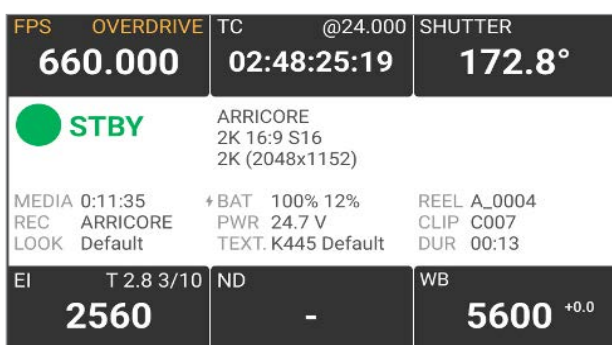 FPS OVERDRIVE TC @24.000 SHUTTER
660.000 02:48:25:19 172.8°
STBY
ARRICORE
2K 16:9 S16
2K (2048x1152)
MEDIA 0:11:35 BAT 100% 12% REEL A_0004
REC ARRICORE PWR 24.7 V CLIP C007
LOOK Default TEXT. K445 Default DUR 00:13
EI T 2.8 3/10 ND WB
2560 - 5600 +0.0